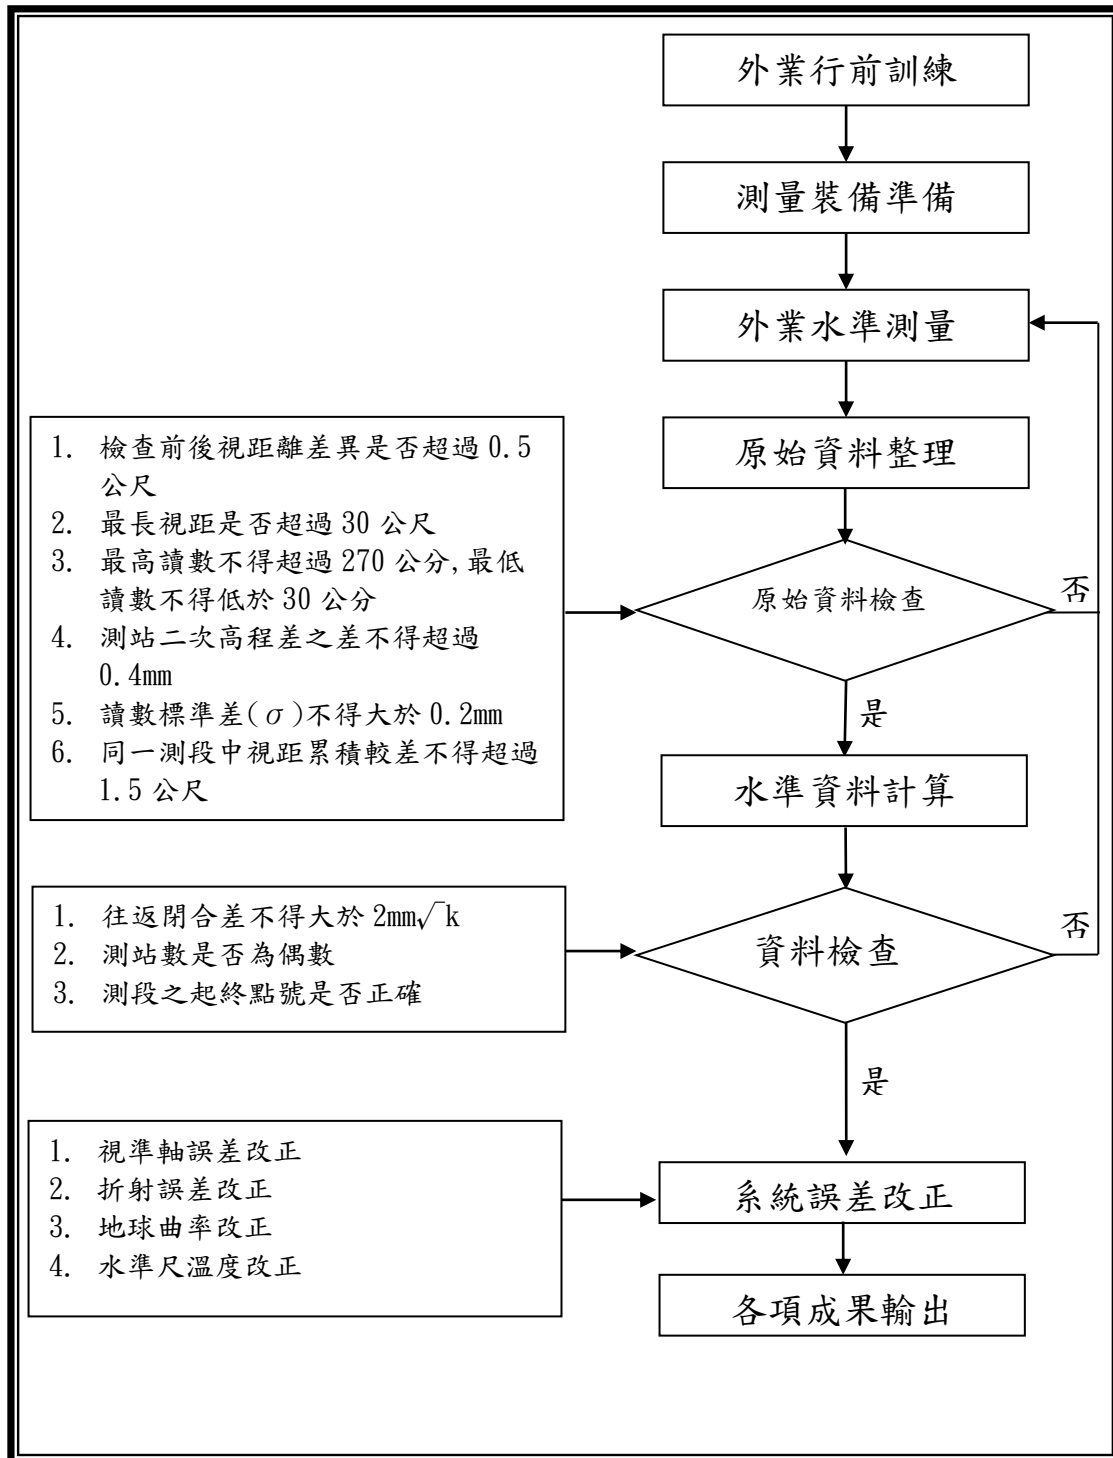 外業行前訓練
測量裝備準備
外業水準測量
原始資料整理
1. 檢查前後視距離差異是否超過 0.5
公尺
2. 最長視距是否超過 30 公尺
3. 最高讀數不得超過 270 公分,最低
讀數不得低於 30 公分
4. 測站二次高程差之差不得超過
0.4mm
5. 讀數標準差(σ)不得大於 0.2mm
6. 同一測段中視距累積較差不得超過
1.5 公尺
原始資料檢查
否
是
水準資料計算
1. 往返閉合差不得大於 2mm√k
2. 測站數是否為偶數
3. 測段之起終點號是否正確
資料檢查
否
是
1. 視準軸誤差改正
2. 折射誤差改正
3. 地球曲率改正
4. 水準尺溫度改正
系統誤差改正
各項成果輸出